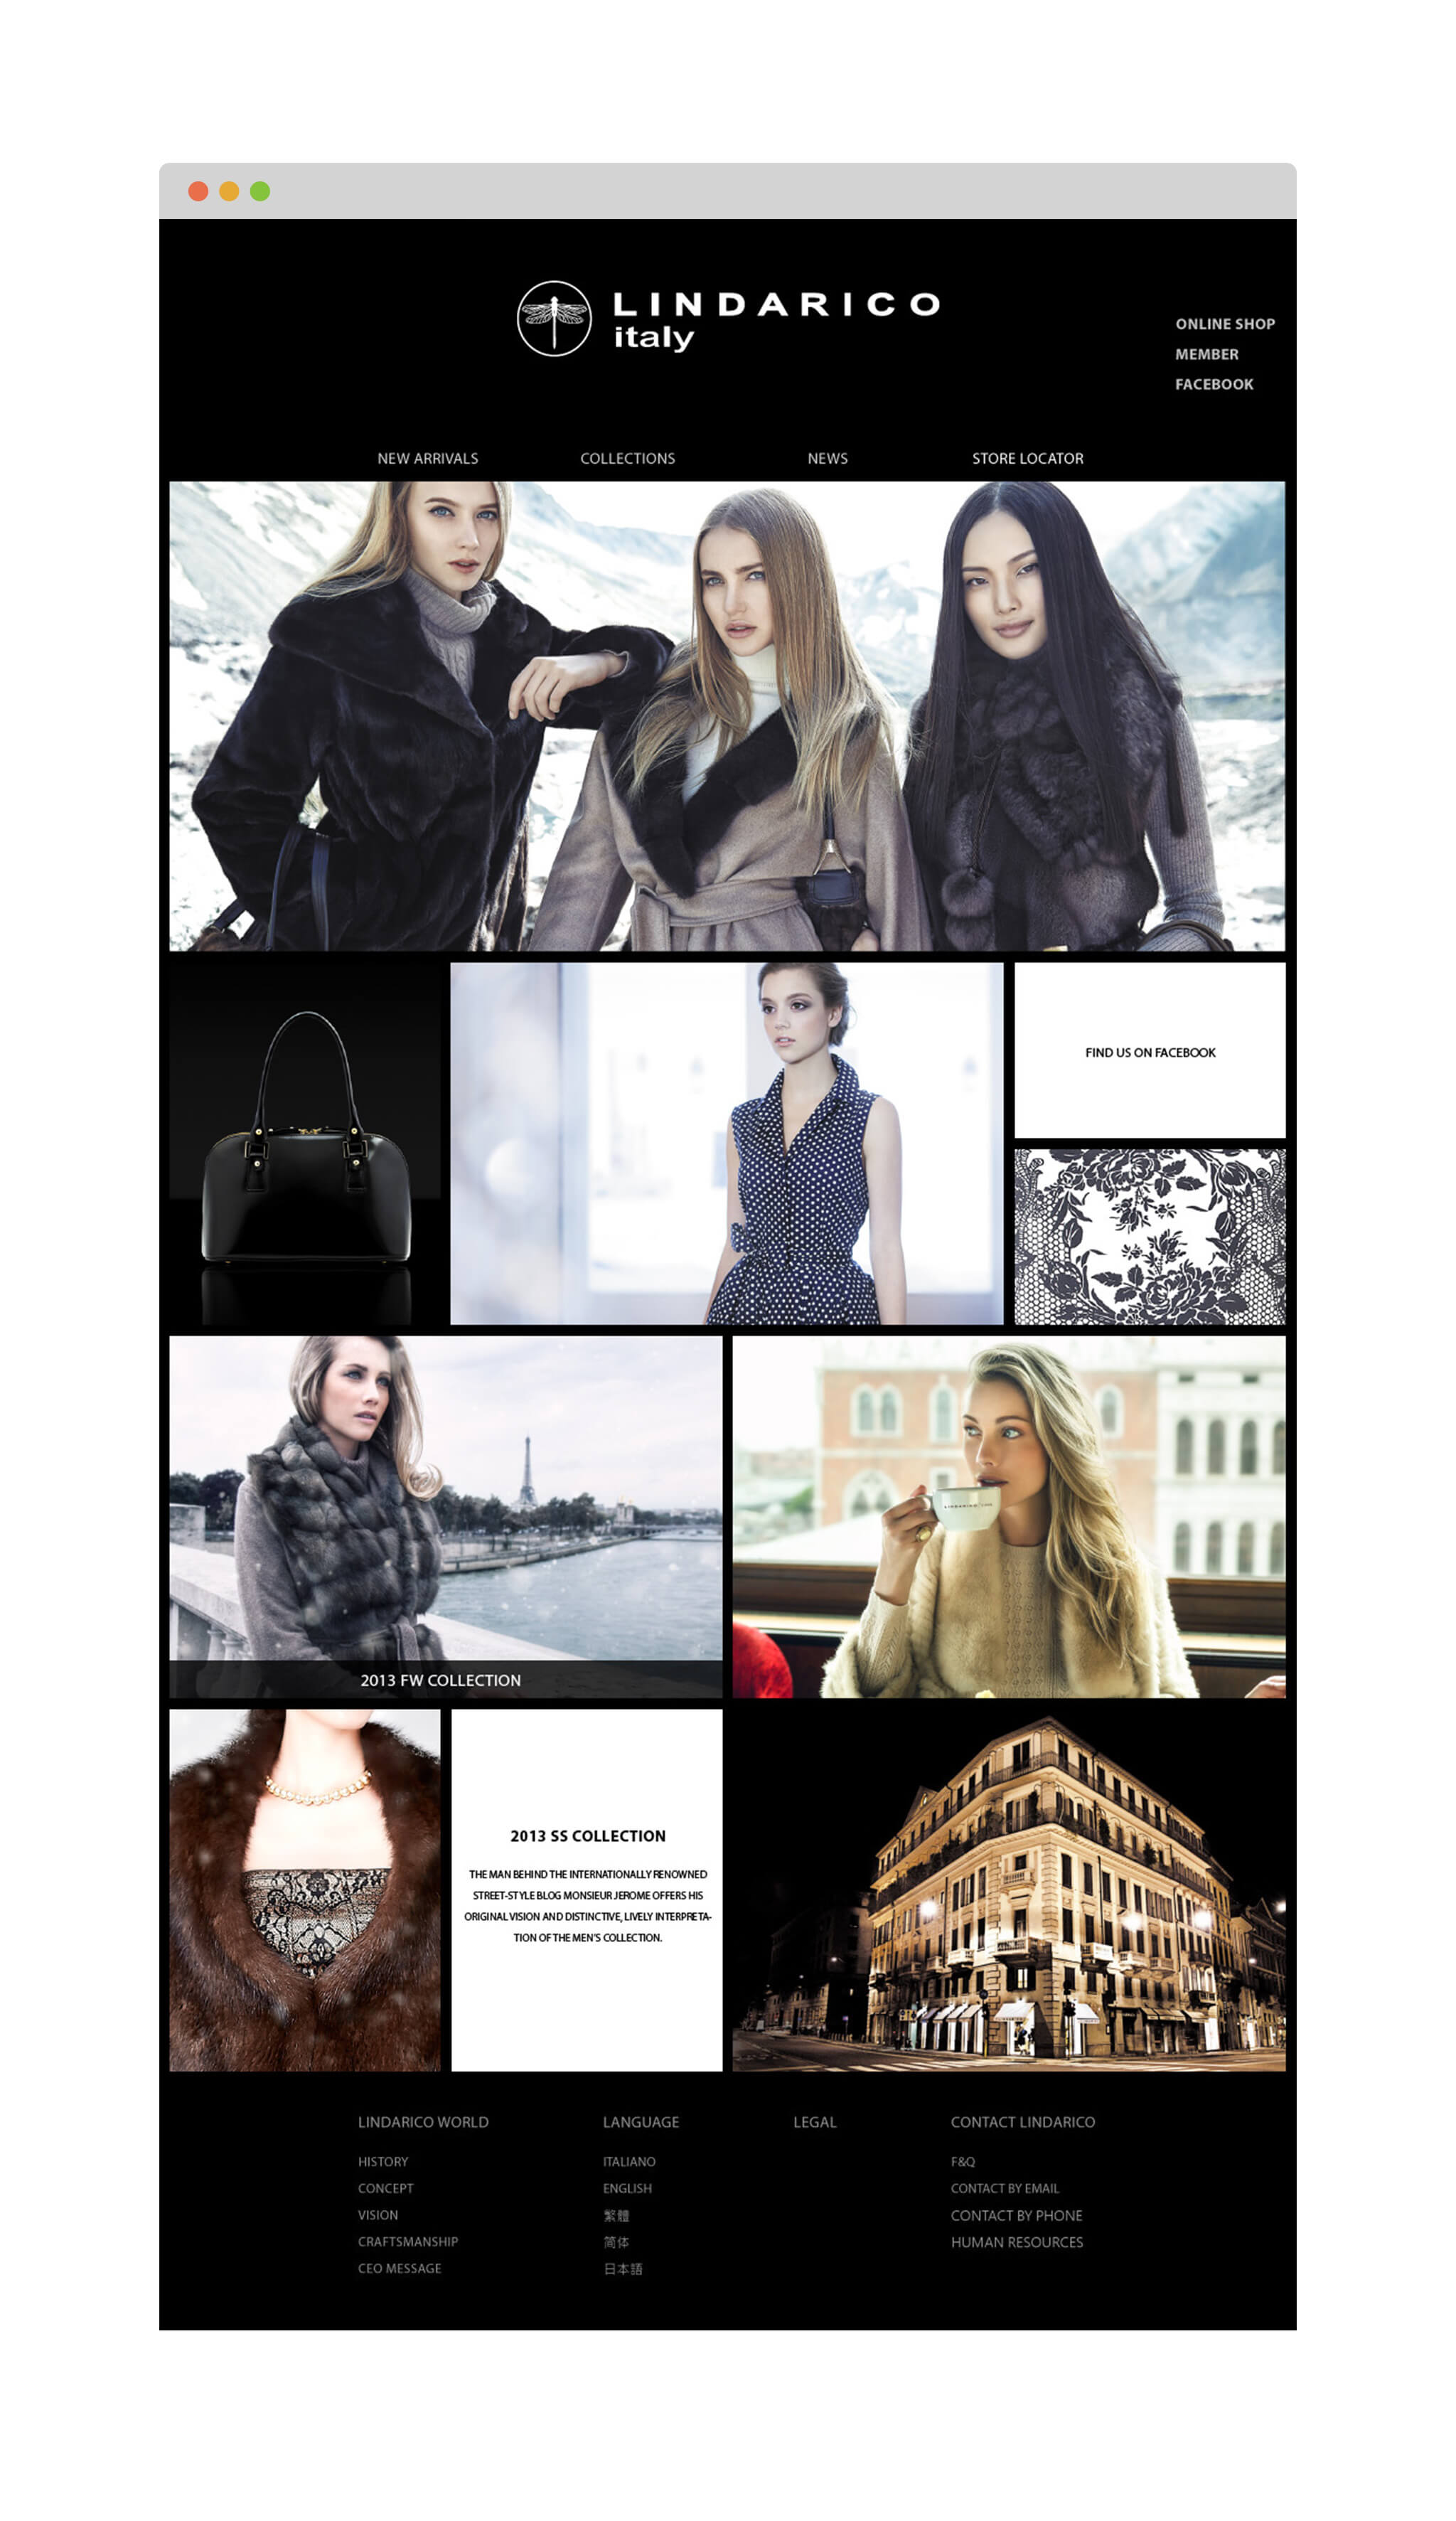 LINDARICO
italy
ONLINE SHOP
MEMBER
FACEBOOK
NEW ARRIVALS
COLLECTIONS
NEWS
STORE LOCATOR
FIND US ON FACEBOOK
2013 FW COLLECTION
2013 SS COLLECTION
THE MAN BEHIND THE INTERNATIONALLY RENOWNED
STREET-STYLE BLOG MONSIEUR JEROME OFFERS HIS
ORIGINAL VISION AND DISTINCTIVE, LIVELY INTERPRETA-
TION OF THE MEN'S COLLECTION.
LINDARICO WORLD
HISTORY
CONCEPT
VISION
CRAFTSMANSHIP
CEO MESSAGE
LANGUAGE
ITALIANO
ENGLISH
繁體
简体
日本語
LEGAL
CONTACT LINDARICO
F&Q
CONTACT BY EMAIL
CONTACT BY PHONE
HUMAN RESOURCES